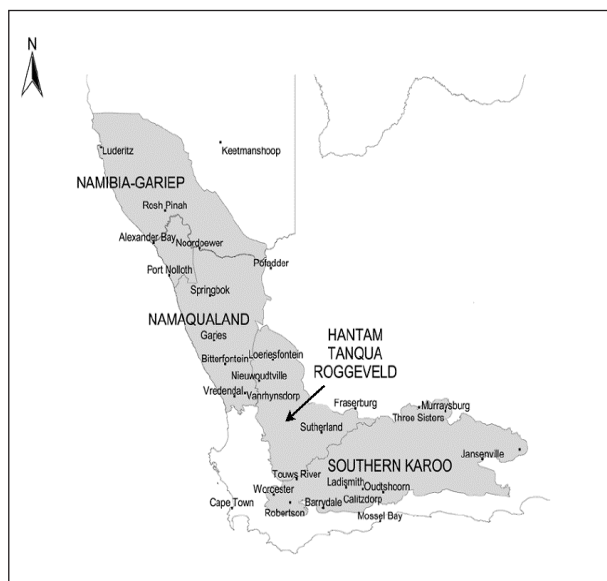 N
Luderitz
Keetmanshoop
NAMIBIA-GARIEP
Rosh Pinah
Alexander Bay
Noordoewer
Pofadder
Port Nolloth
Springbok
NAMAQUALAND
Garies
HANTAM
TANQUA
ROGGEVELD
Bitterfontein
Loeriesfontein
Nieuwoudtville
Vredendal
Vanrhynsdorp
Fraserburg
Murraysburg
Three Sisters
Sutherland
Jansenville
SOUTHERN KAROO
Touws River
Ladismith
Oudtshoorn
Worcester
Calitzdorp
Cape Town
Robertson
Barrydale
Mossel Bay